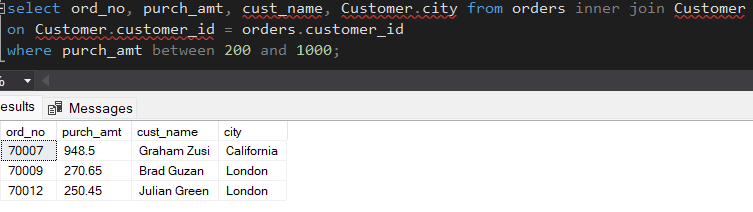 select ord_no, purch_amt, cust_name, Customer.city from orders inner join Customer
on Customer.customer_id = orders.customer_id
where purch_amt between 200 and 1000;
%
esults Messages
ord_no purch_amt cust_name city
70007 948.5 Graham Zusi California
70009 270.65 Brad Guzan London
70012 250.45 Julian Green London